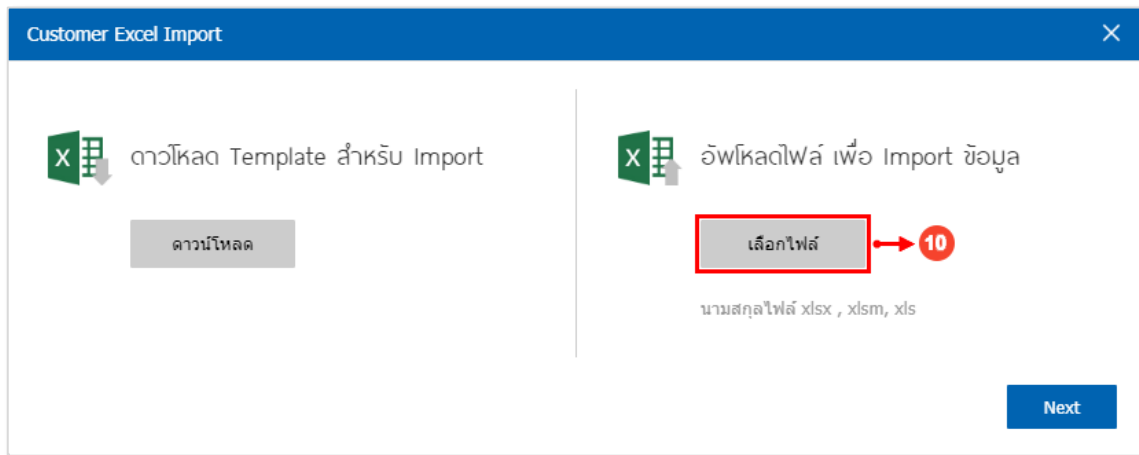 Customer Excel Import
ดาวโหลด Template สำหรับ Import
ดาวน์โหลด
อัพโหลดไฟล์ เพื่อ Import ข้อมูล
เลือกไฟล์
10
นามสกุลไฟล์ xlsx , xlsm, xls
Next